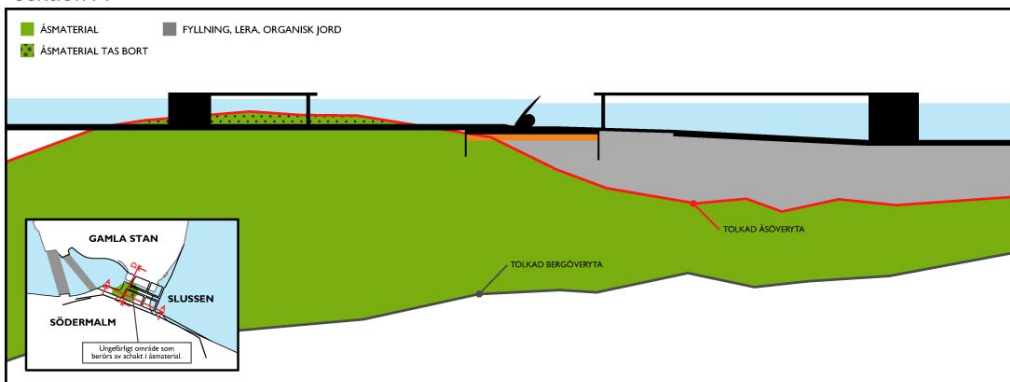 ÅSMATERIAL
FYLLNING, LERA, ORGANISK JORD
ÅSMATERIAL TAS BORT
TOLKAD ÅSÖVERYTA
TOLKAD BERGÖVERYTA
GAMLA STAN
SLUSSEN
SÖDERMALM
Ungefärligt område som
berörs av schakt i åsmaterial.